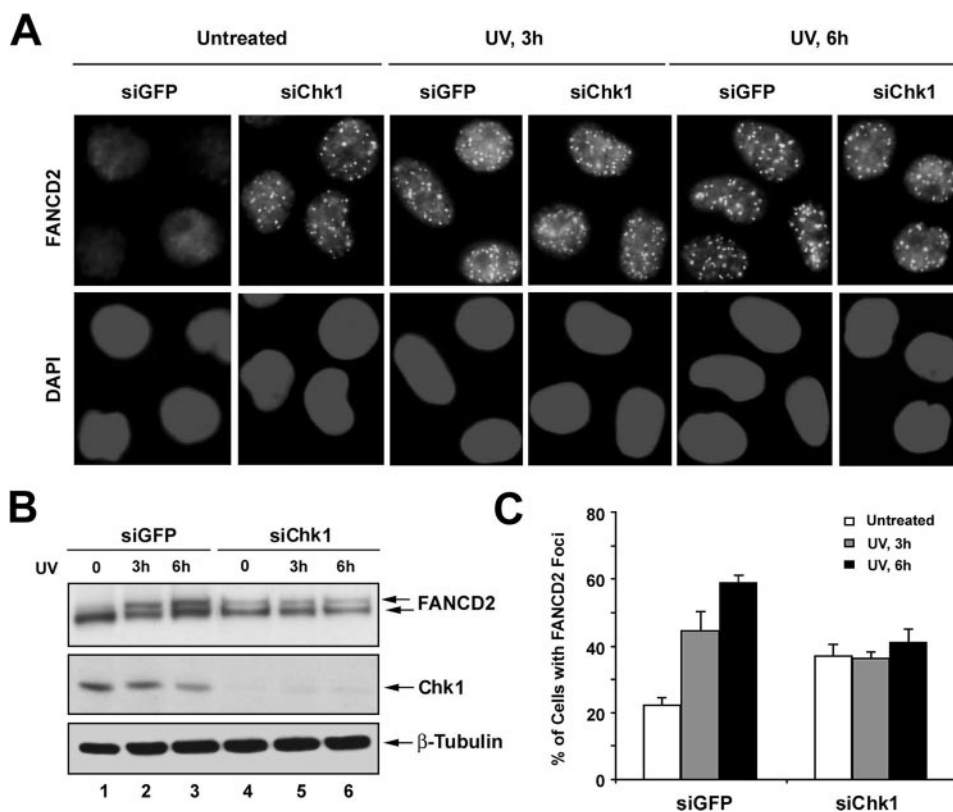 A
Untreated UV, 3h UV, 6h
siGFP siChk1 siGFP siChk1 siGFP siChk1
FANCD2
DAPI
B
siGFP siChk1
UV 0 3h 6h 0 3h 6h
FANCD2
Chk1
β-Tubulin
1 2 3 4 5 6
C
% of Cells with FANCD2 Foci
80
60
40
20
0
Untreated
UV, 3h
UV, 6h
siGFP siChk1